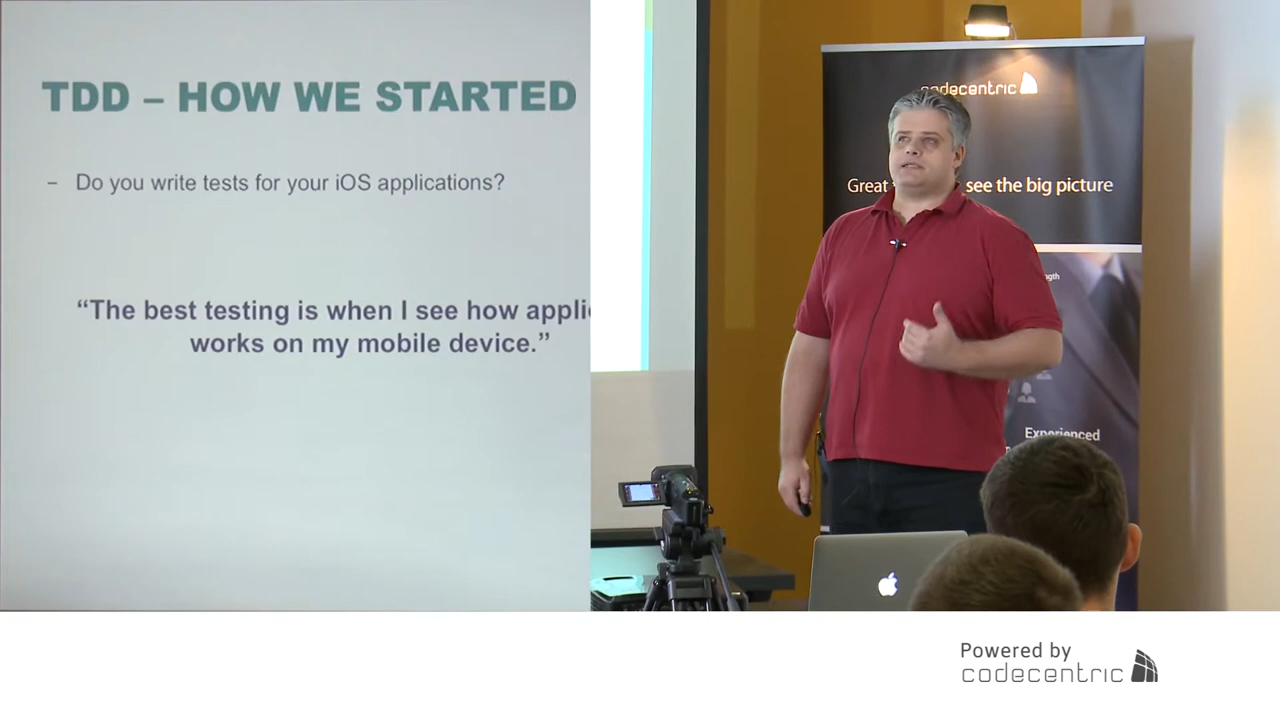 TDD – HOW WE STARTED
– Do you write tests for your iOS applications?
“The best testing is when I see how appli
works on my mobile device.”
codecentric
Great see the big picture
ngth
Experienced
Powered by
codecentric